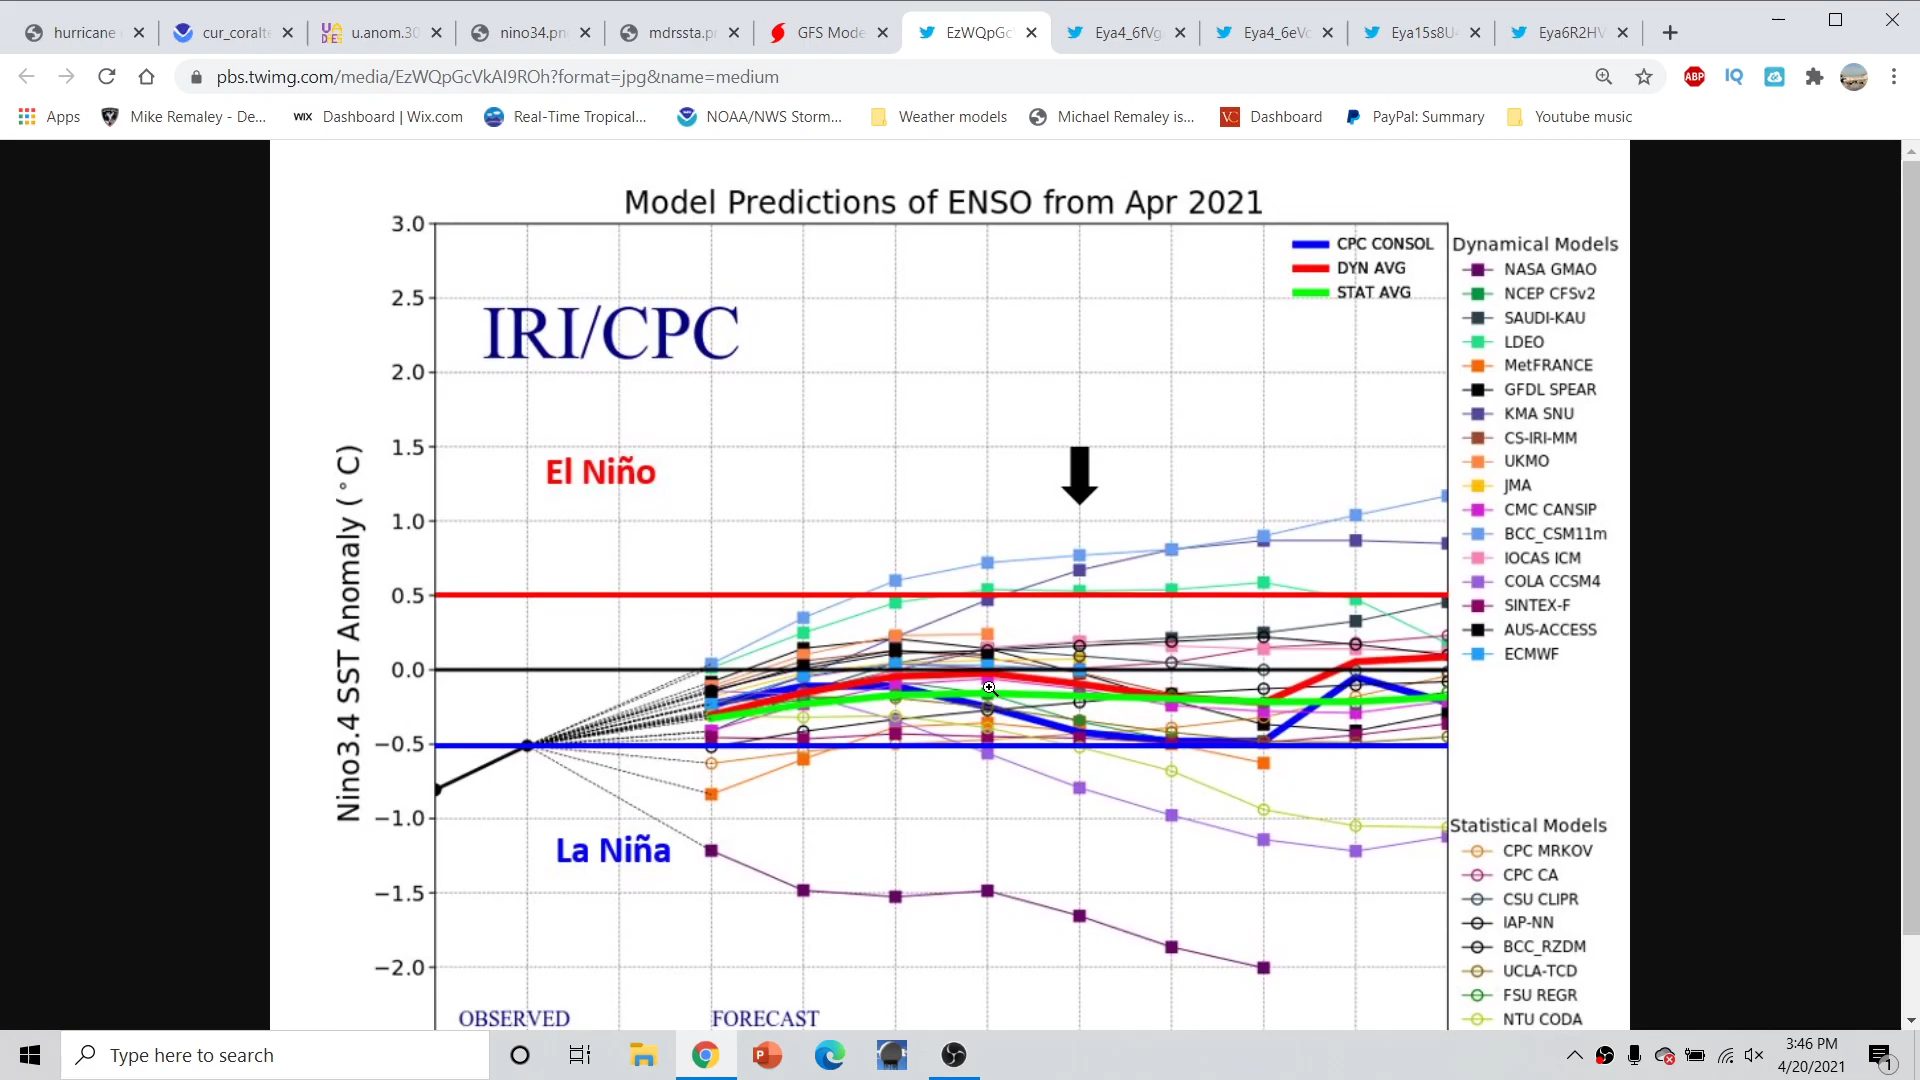 hurricane
cur_coralte
u.anom.30
nino34.pn
mdrssta.p
GFS Mode
EzWQpGc
Eya4_6fVg
Eya4_6eVc
Eya15s8U
Eya6R2HV
pbs.twimg.com/media/EzWQpGcVkAI9ROh?format=jpg&name=medium
ABP
IQ
Apps
Mike Remaley - De...
WIX
Dashboard | Wix.com
Real-Time Tropical...
NOAA/NWS Storm...
Weather models
Michael Remaley is...
VC
Dashboard
PayPal: Summary
Youtube music
Model Predictions of ENSO from Apr 2021
3.0
2.5
2.0
1.5
1.0
0.5
0.0
−0.5
−1.0
−1.5
−2.0
Nino3.4 SST Anomaly (°C)
IRI/CPC
El Niño
La Niña
OBSERVED
FORECAST
CPC CONSOL
DYN AVG
STAT AVG
Dynamical Models
NASA GMAO
NCEP CFSv2
SAUDI-KAU
LDEO
MetFRANCE
GFDL SPEAR
KMA SNU
CS-IRI-MM
UKMO
JMA
CMC CANSIP
BCC_CSM11m
IOCAS ICM
COLA CCSM4
SINTEX-F
AUS-ACCESS
ECMWF
Statistical Models
CPC MRKOV
CPC CA
CSU CLIPR
IAP-NN
BCC_RZDM
UCLA-TCD
FSU REGR
NTU CODA
Type here to search
3:46 PM
4/20/2021
1